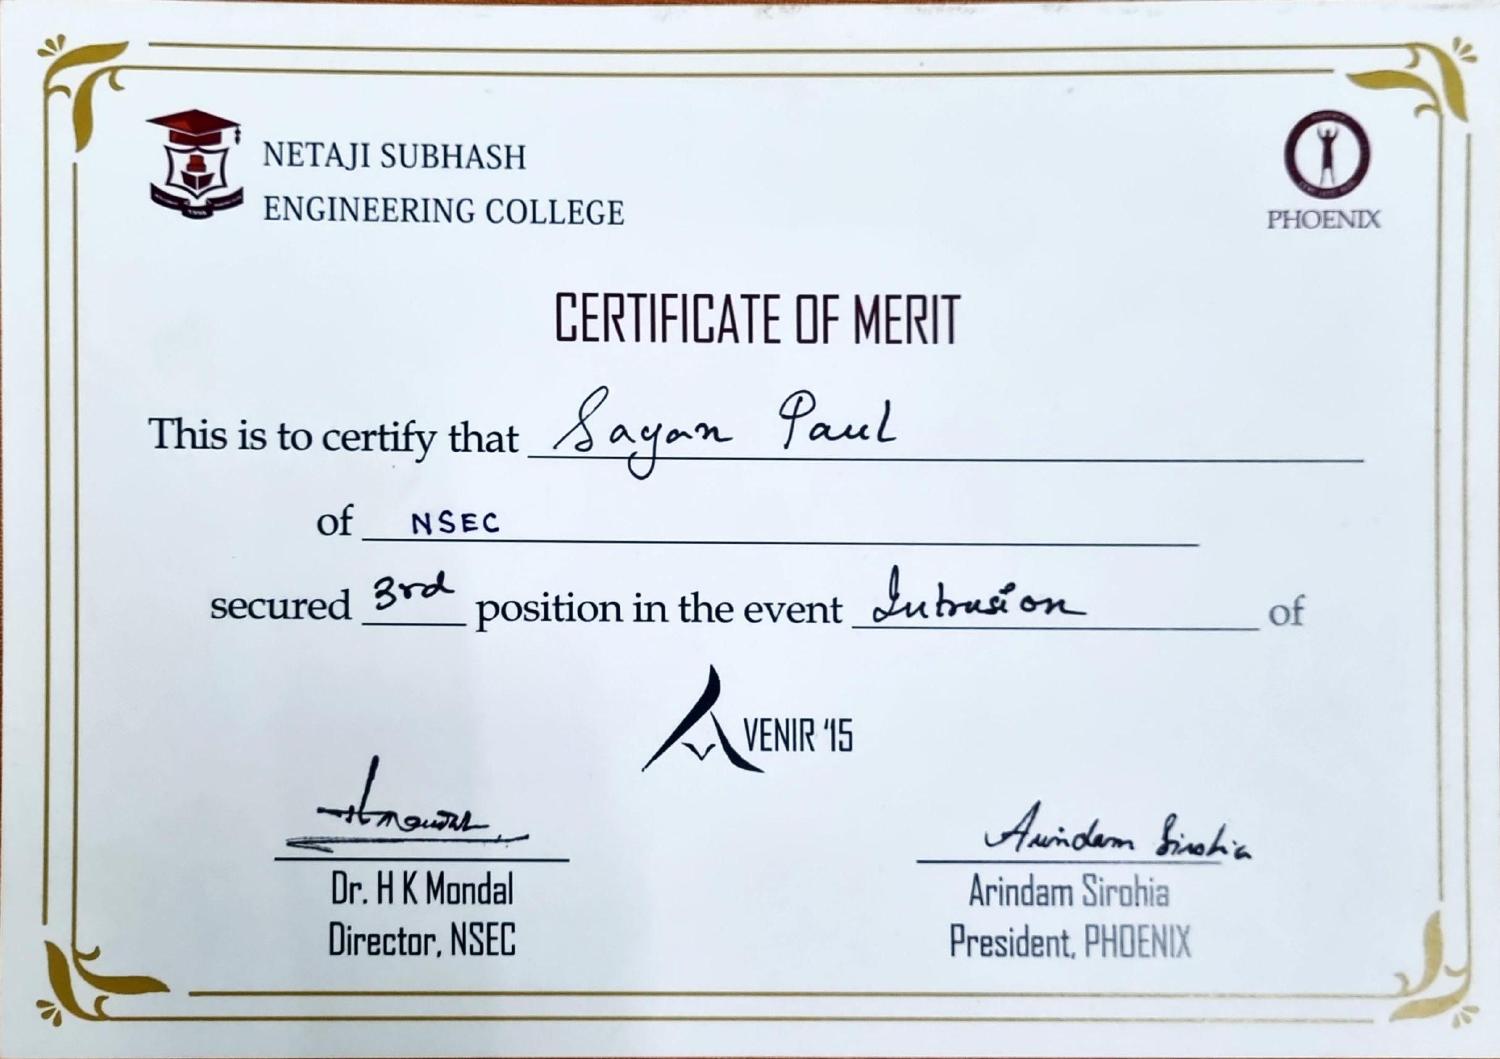 NETAJI SUBHASH
ENGINEERING COLLEGE
PHOENIX
CERTIFICATE OF MERIT
This is to certify that Sayan Paul
of NSEC
secured 3rd position in the event Intrusion of
AVENIR '15
Arindam Sirohia
Dr. H K Mondal
Arindam Sirohia
Director, NSEC
President, PHOENIX